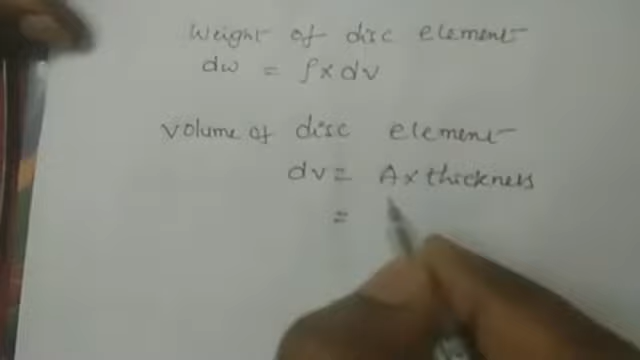 Weight of disc element
dw = ρ x dv
Volume of disc element
dv = A x thickness
=